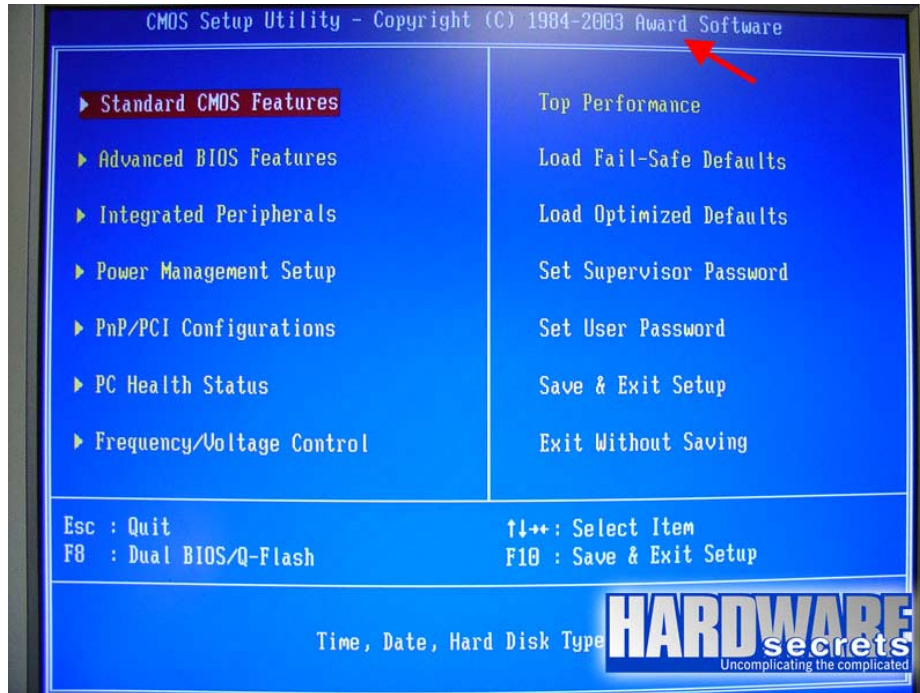 CMOS Setup Utility - Copyright (C) 1984-2003 Award Software
Standard CMOS Features
Advanced BIOS Features
Integrated Peripherals
Power Management Setup
PnP/PCI Configurations
PC Health Status
Frequency/Voltage Control
Top Performance
Load Fail-Safe Defaults
Load Optimized Defaults
Set Supervisor Password
Set User Password
Save & Exit Setup
Exit Without Saving
Esc : Quit
F8 : Dual BIOS/Q-Flash
↑↓→← : Select Item
F10 : Save & Exit Setup
Time, Date, Hard Disk Type
HARDWARE
secrets
Uncomplicating the complicated